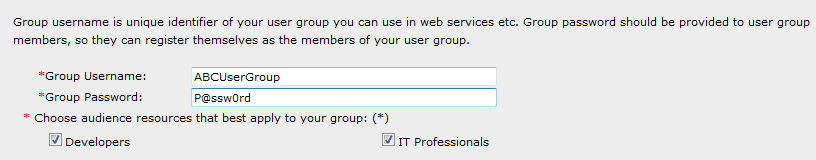 Group username is unique identifier of your user group you can use in web services etc. Group password should be provided to user group
members, so they can register themselves as the members of your user group.
*Group Username: ABCUserGroup
*Group Password: P@ssw0rd
* Choose audience resources that best apply to your group: (*)
Developers IT Professionals